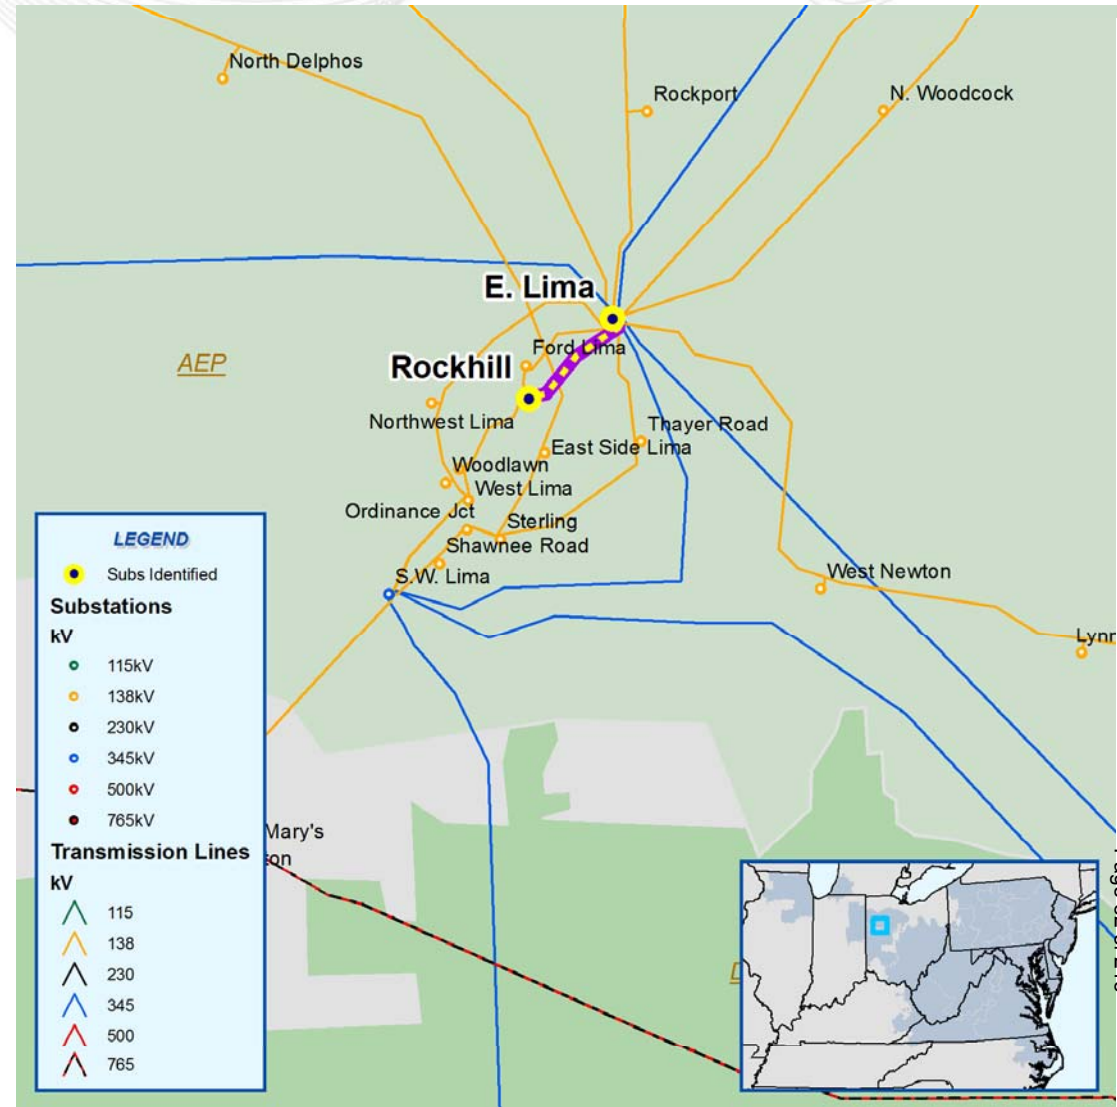 North Delphos
Rockport
N. Woodcock
E. Lima
Ford Lima
AEP
Rockhill
Northwest Lima
Thayer Road
East Side Lima
Woodlawn
West Lima
Ordinance Jct
Sterling
Shawnee Road
S.W. Lima
West Newton
Lynn
LEGEND
Subs Identified
Substations
kV
115kV
138kV
230kV
345kV
500kV
765kV
Transmission Lines
kV
115
138
230
345
500
765
Mary's